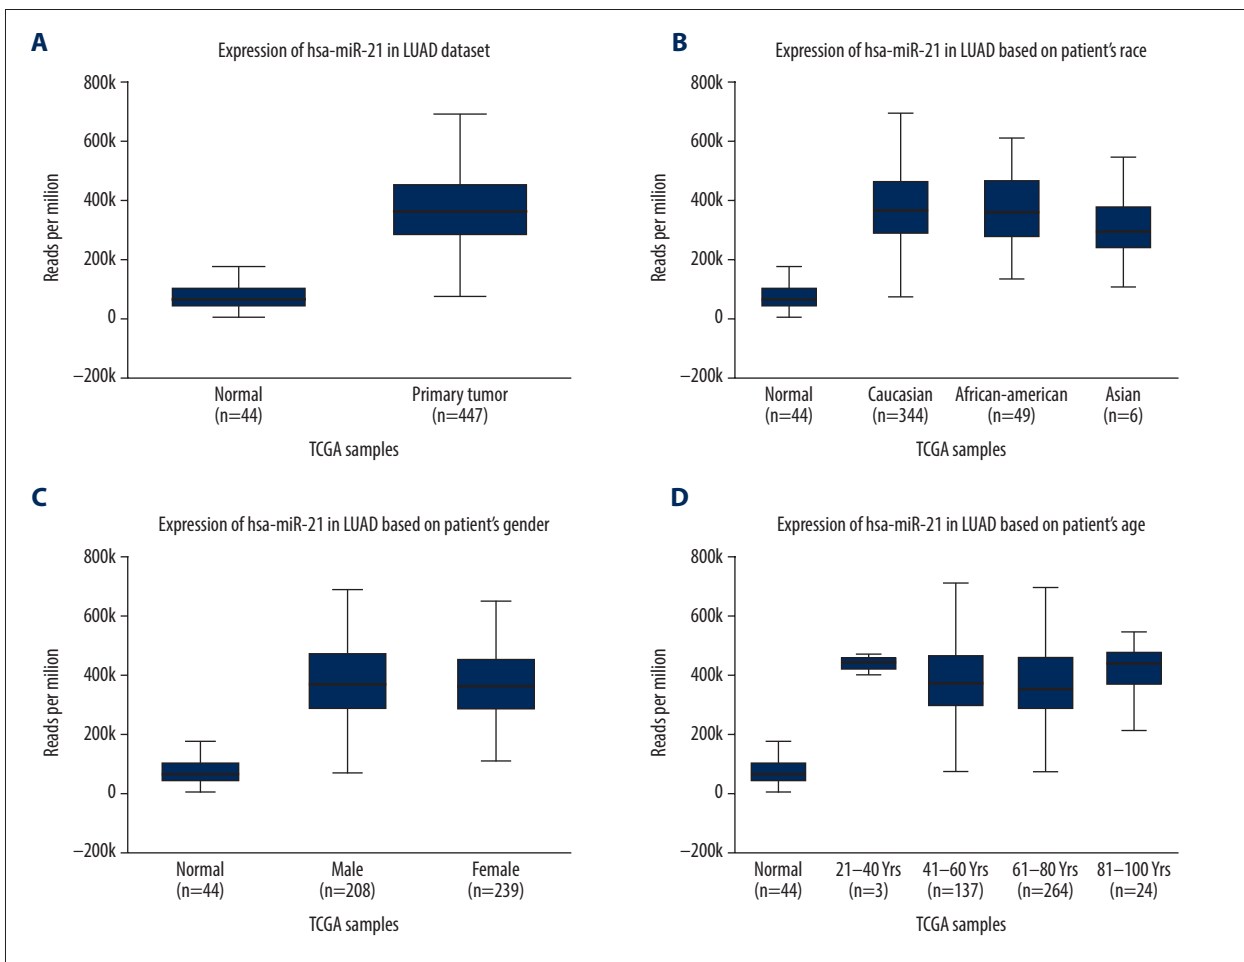 A
Expression of hsa-miR-21 in LUAD dataset
800k
600k
400k
200k
0
−200k
Reads per milion
Normal
(n=44)
Primary tumor
(n=447)
TCGA samples
B
Expression of hsa-miR-21 in LUAD based on patient's race
800k
600k
400k
200k
0
−200k
Reads per milion
Normal
(n=44)
Caucasian
(n=344)
African-american
(n=49)
Asian
(n=6)
TCGA samples
C
Expression of hsa-miR-21 in LUAD based on patient's gender
800k
600k
400k
200k
0
−200k
Reads per milion
Normal
(n=44)
Male
(n=208)
Female
(n=239)
TCGA samples
D
Expression of hsa-miR-21 in LUAD based on patient's age
800k
600k
400k
200k
0
−200k
Reads per milion
Normal
(n=44)
21–40 Yrs
(n=3)
41–60 Yrs
(n=137)
61–80 Yrs
(n=264)
81–100 Yrs
(n=24)
TCGA samples